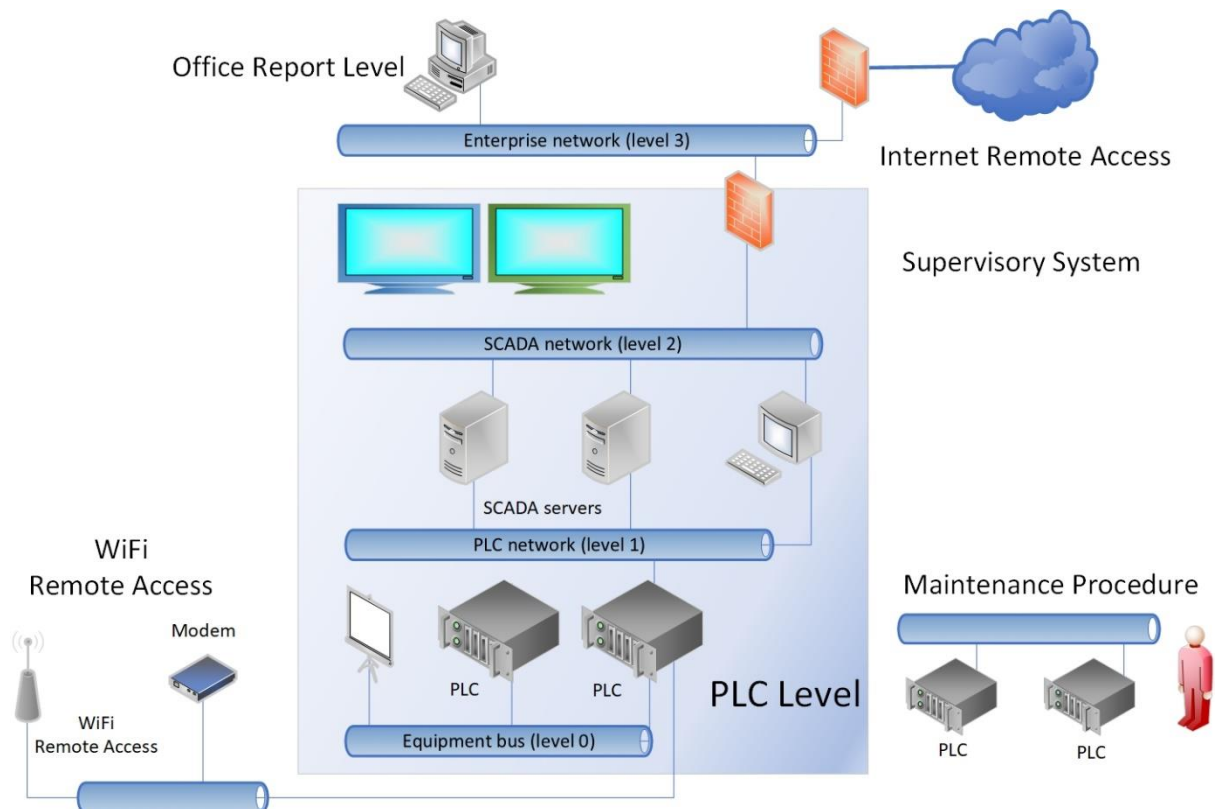 Office Report Level
Enterprise network (level 3)
Internet Remote Access
Supervisory System
SCADA network (level 2)
SCADA servers
PLC network (level 1)
WiFi
Remote Access
Modem
WiFi
Remote Access
PLC
PLC
PLC Level
Equipment bus (level 0)
Maintenance Procedure
PLC
PLC